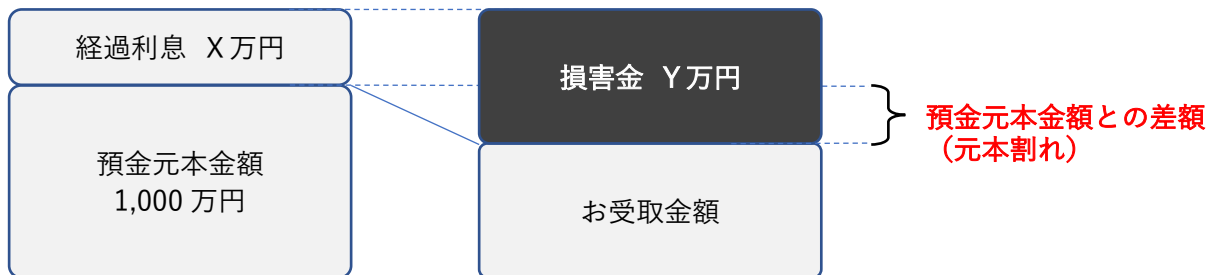 経過利息 X万円
預金元本金額
1,000 万円
損害金 Y万円
お受取金額
預金元本金額との差額
（元本割れ）